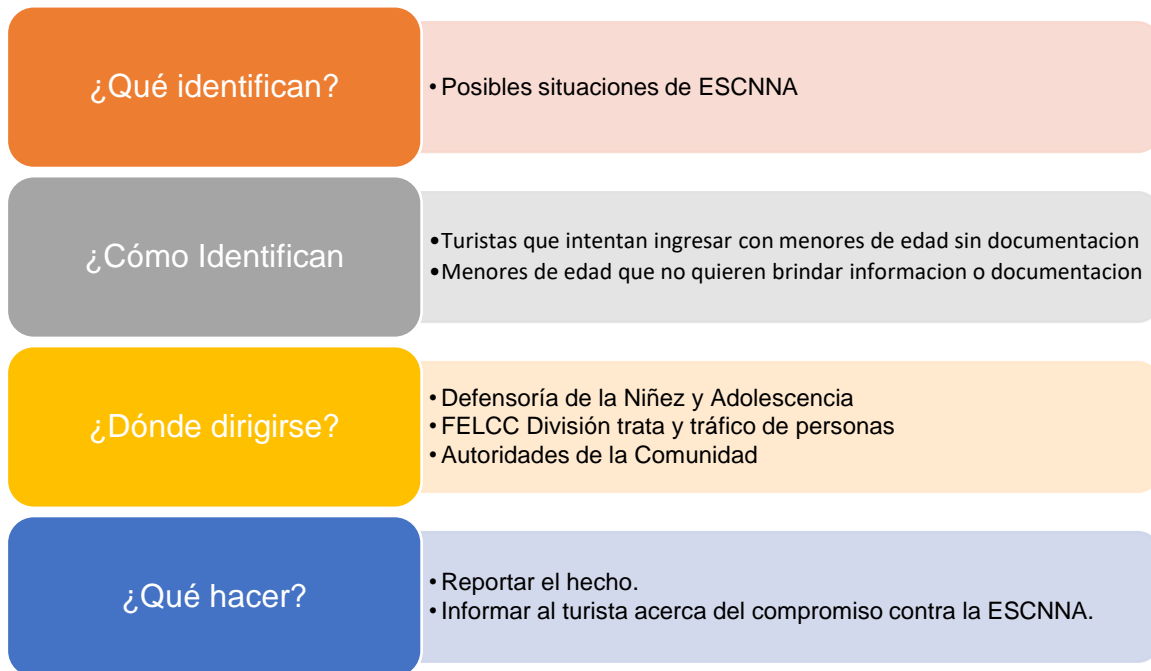 ¿Qué identifican?
• Posibles situaciones de ESCNNA
¿Cómo Identifican
•Turistas que intentan ingresar con menores de edad sin documentacion
•Menores de edad que no quieren brindar informacion o documentacion
¿Dónde dirigirse?
• Defensoría de la Niñez y Adolescencia
• FELCC División trata y tráfico de personas
• Autoridades de la Comunidad
¿Qué hacer?
• Reportar el hecho.
• Informar al turista acerca del compromiso contra la ESCNNA.